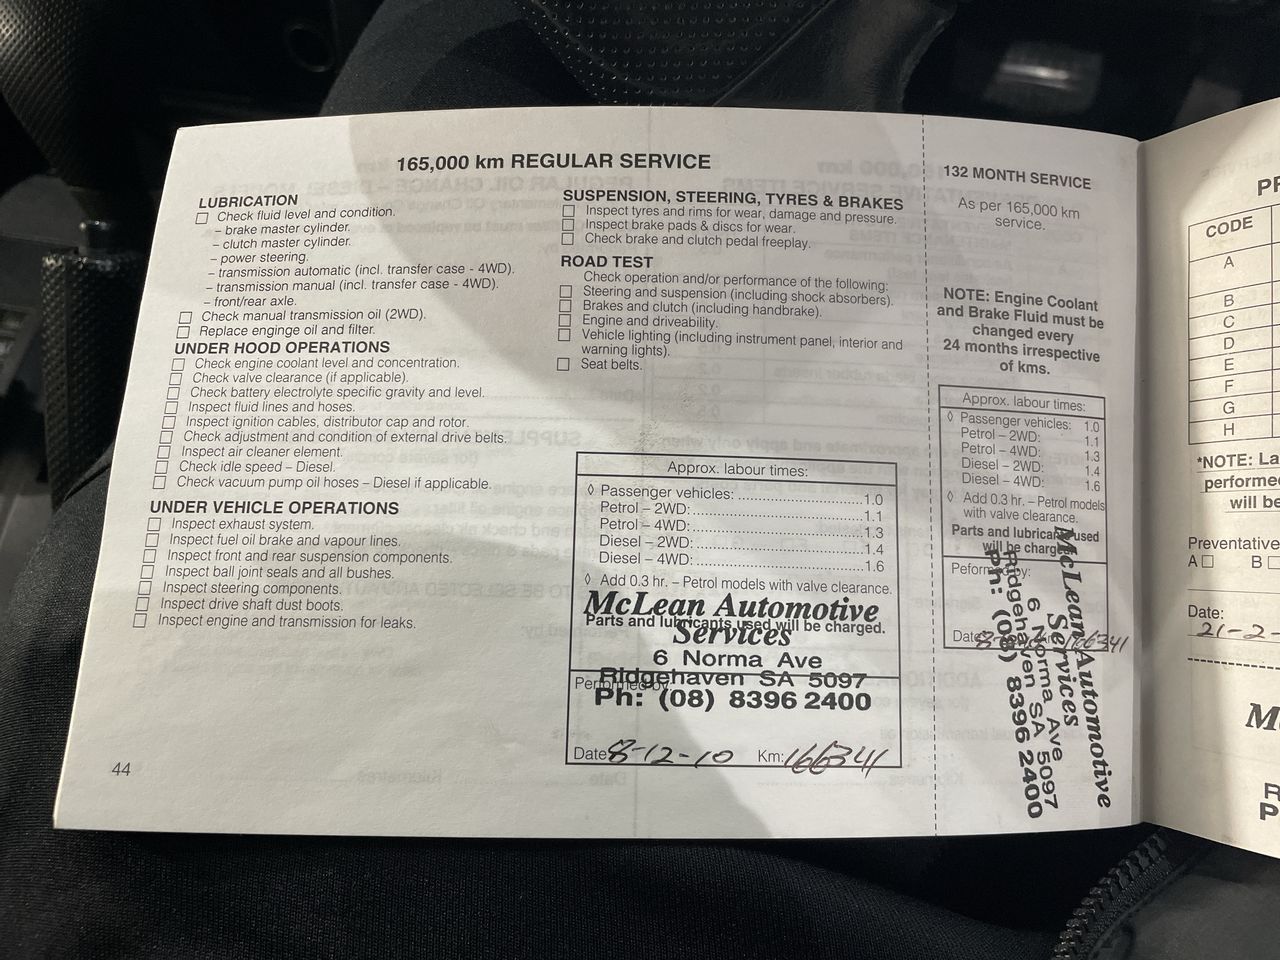 165,000 km REGULAR SERVICE
LUBRICATION
Check fluid level and condition.
– brake master cylinder.
– clutch master cylinder.
– power steering.
– transmission automatic (incl. transfer case - 4WD).
– transmission manual (incl. transfer case - 4WD).
– front/rear axle.
Check manual transmission oil (2WD).
Replace enginge oil and filter.
UNDER HOOD OPERATIONS
Check engine coolant level and concentration.
Check valve clearance (if applicable).
Check battery electrolyte specific gravity and level.
Inspect fluid lines and hoses.
Inspect ignition cables, distributor cap and rotor.
Check adjustment and condition of external drive belts.
Inspect air cleaner element.
Check idle speed – Diesel.
Check vacuum pump oil hoses – Diesel if applicable.
UNDER VEHICLE OPERATIONS
Inspect exhaust system.
Inspect fuel oil brake and vapour lines.
Inspect front and rear suspension components.
Inspect ball joint seals and all bushes.
Inspect steering components.
Inspect drive shaft dust boots.
Inspect engine and transmission for leaks.
44
SUSPENSION, STEERING, TYRES & BRAKES
Inspect tyres and rims for wear, damage and pressure.
Inspect brake pads & discs for wear.
Check brake and clutch pedal freeplay.
ROAD TEST
Check operation and/or performance of the following:
Steering and suspension (including shock absorbers).
Brakes and clutch (including handbrake).
Engine and driveability.
Vehicle lighting (including instrument panel, interior and
warning lights).
Seat belts.
Approx. labour times:
◊ Passenger vehicles: 1.0
Petrol – 2WD: 1.1
Petrol – 4WD: 1.3
Diesel – 2WD: 1.4
Diesel – 4WD: 1.6
◊ Add 0.3 hr. – Petrol models with valve clearance.
McLean Automotive
Parts and lubricants used will be charged.
Services
6 Norma Ave
Ridgehaven SA 5097
Performed by:
Ph: (08) 8396 2400
Date 8-12-10 Km: 166341
132 MONTH SERVICE
As per 165,000 km
service.
NOTE: Engine Coolant
and Brake Fluid must be
changed every
24 months irrespective
of kms.
Approx. labour times:
◊ Passenger vehicles: 1.0
Petrol – 2WD: 1.1
Petrol – 4WD: 1.3
Diesel – 2WD: 1.4
Diesel – 4WD: 1.6
◊ Add 0.3 hr. – Petrol models
with valve clearance.
Parts and lubricants used
will be charged.
Peformed by:
Date 166341
McLean Automotive
Services
6 Norma Ave
Ridgehaven SA 5097
Ph: (08) 8396 2400
CODE
A
B
C
D
E
F
G
H
*NOTE:
will be
Preventative
A B
Date:
21-2-